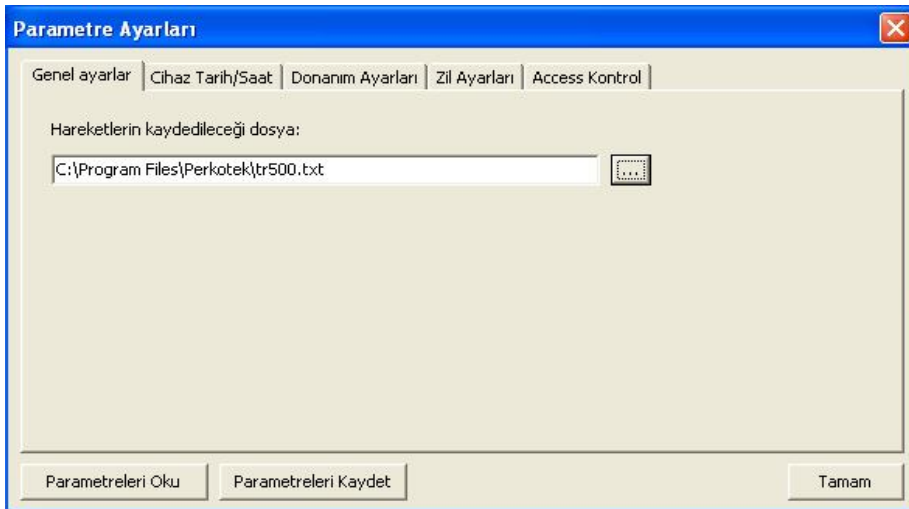 Parametre Ayarları
Genel ayarlar Cihaz Tarih/Saat Donanım Ayarları Zil Ayarları Access Kontrol
Hareketlerin kaydedileceği dosya:
C:\Program Files\Perkotek\tr500.txt ...
Parametreleri Oku Parametreleri Kaydet Tamam